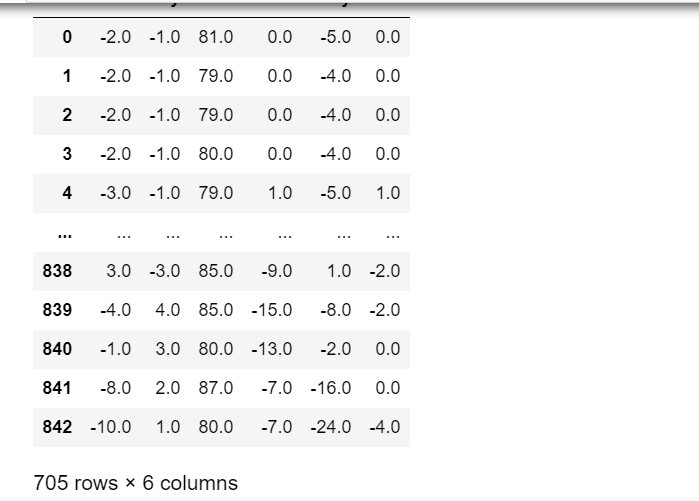 0 -2.0 -1.0 81.0 0.0 -5.0 0.0
1 -2.0 -1.0 79.0 0.0 -4.0 0.0
2 -2.0 -1.0 79.0 0.0 -4.0 0.0
3 -2.0 -1.0 80.0 0.0 -4.0 0.0
4 -3.0 -1.0 79.0 1.0 -5.0 1.0
... ... ... ... ... ... ...
838 3.0 -3.0 85.0 -9.0 1.0 -2.0
839 -4.0 4.0 85.0 -15.0 -8.0 -2.0
840 -1.0 3.0 80.0 -13.0 -2.0 0.0
841 -8.0 2.0 87.0 -7.0 -16.0 0.0
842 -10.0 1.0 80.0 -7.0 -24.0 -4.0
705 rows × 6 columns